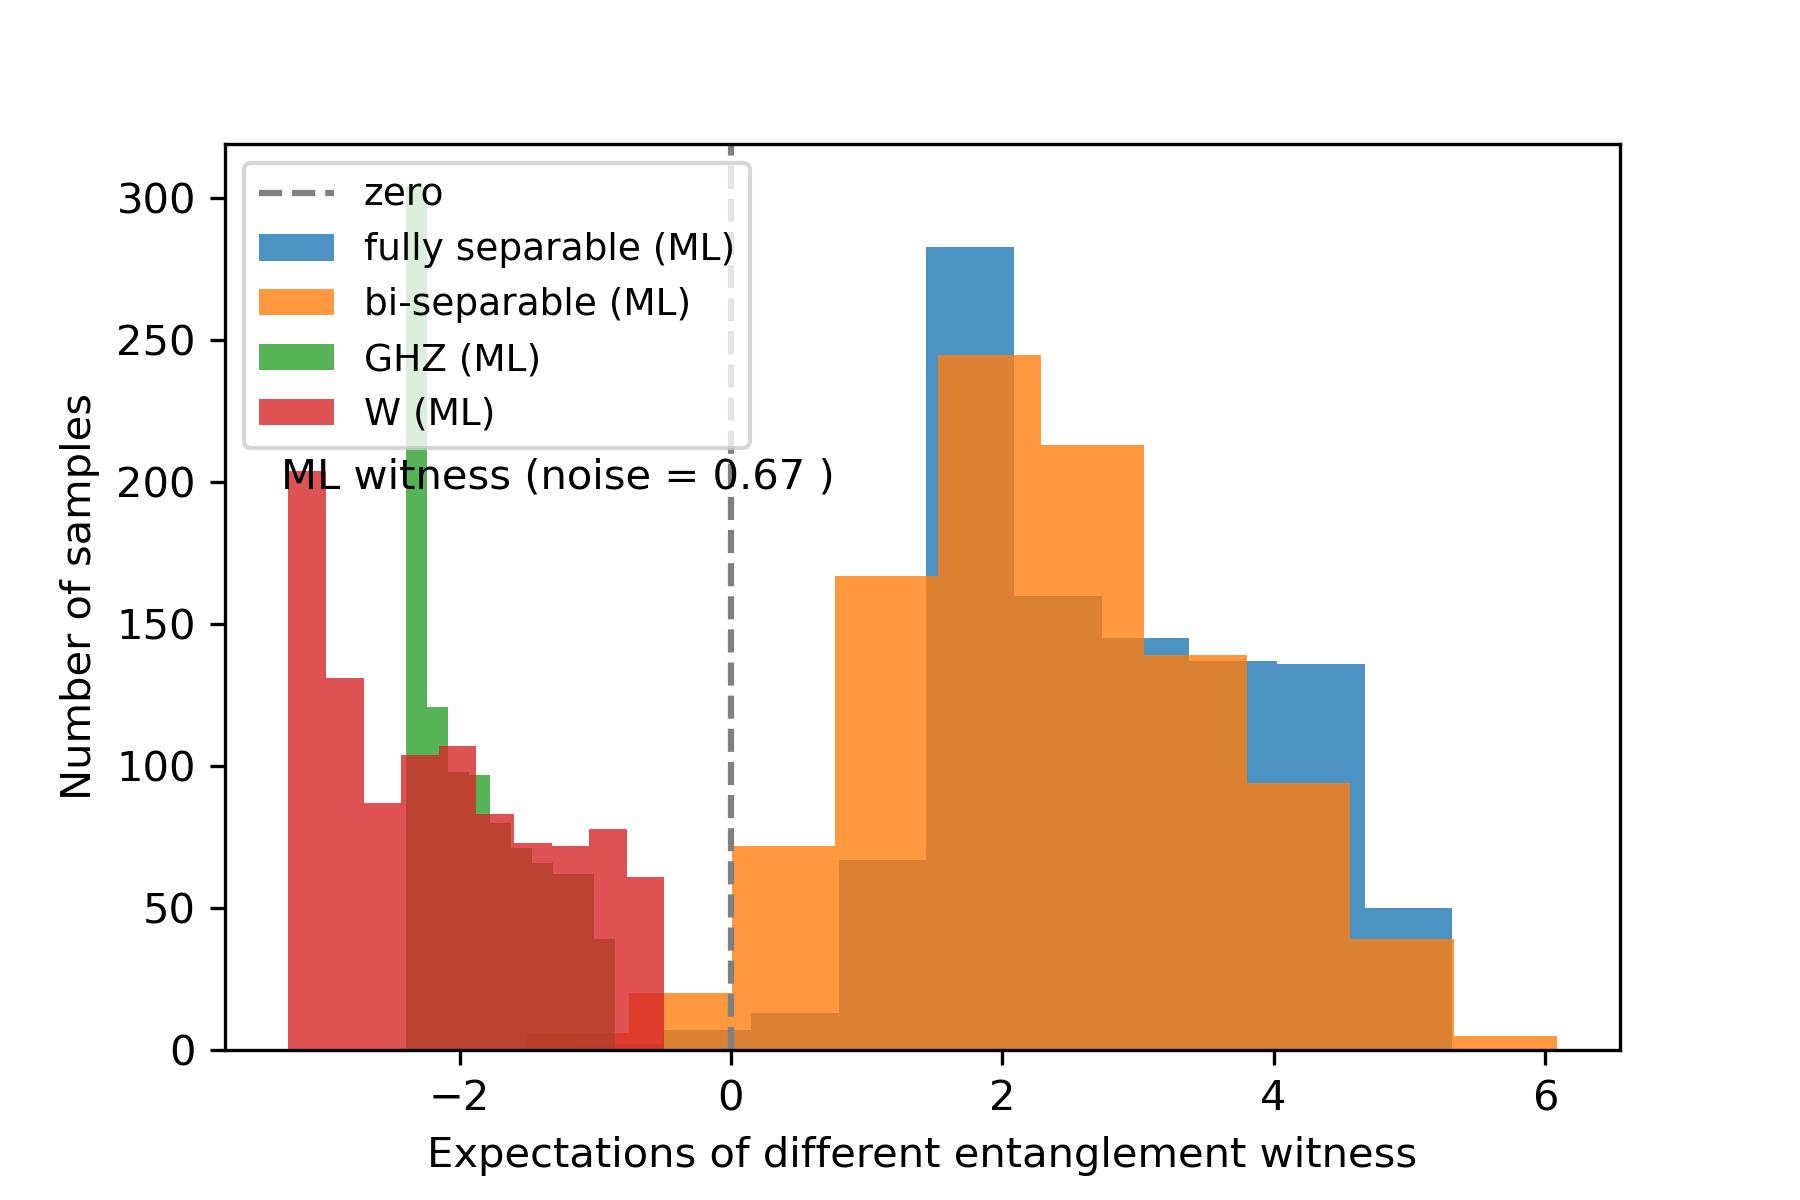 zero
fully separable (ML)
bi-separable (ML)
GHZ (ML)
W (ML)
ML witness (noise = 0.67 )
Number of samples
300
250
200
150
100
50
0
−2 0 2 4 6
Expectations of different entanglement witness